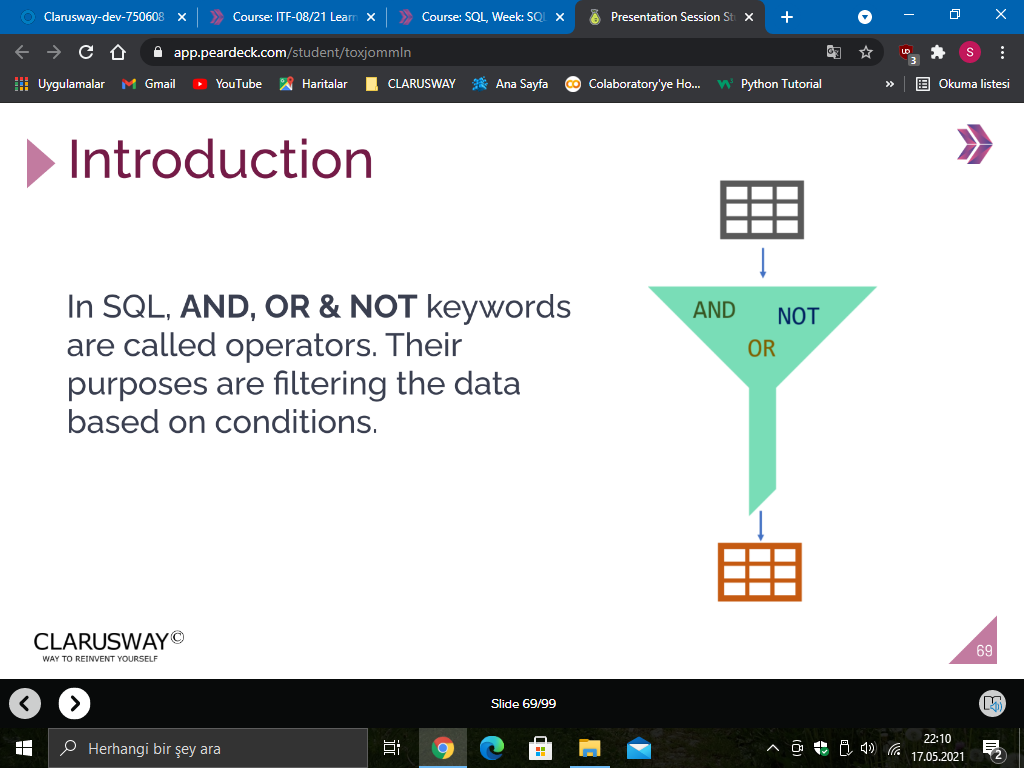 Clarusway-dev-750608
Course: ITF-08/21 Learn
Course: SQL, Week: SQL
Presentation Session St
app.peardeck.com/student/toxjommln
3
S
Uygulamalar
Gmail
YouTube
Haritalar
CLARUSWAY
Ana Sayfa
Colaboratory'ye Ho...
Python Tutorial
»
Okuma listesi
Introduction
AND
NOT
OR
In SQL, AND, OR & NOT keywords
are called operators. Their
purposes are filtering the data
based on conditions.
CLARUSWAY©
WAY TO REINVENT YOURSELF
69
Slide 69/99
Herhangi bir şey ara
22:10
17.05.2021
2